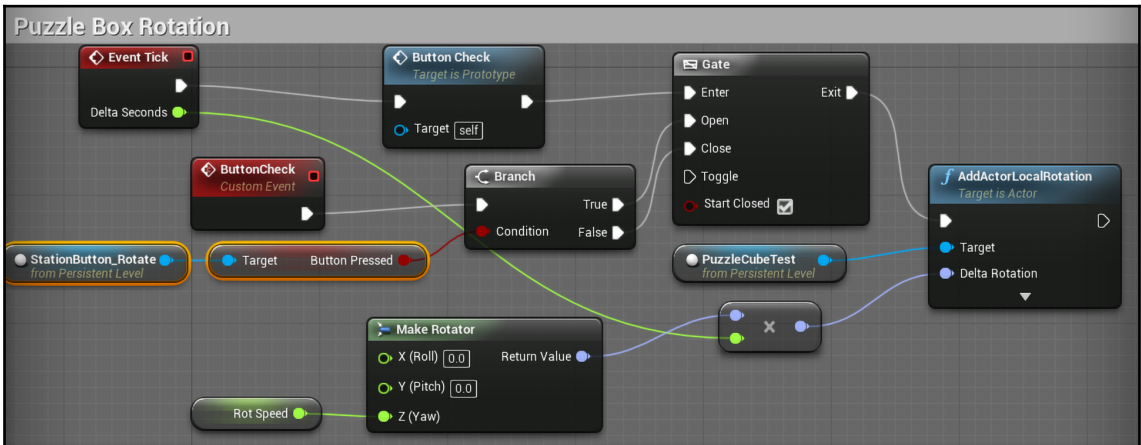 Puzzle Box Rotation
Event Tick
Delta Seconds
Button Check
Target is Prototype
Target self
Gate
Enter Exit
Open
Close
Toggle
Start Closed
ButtonCheck
Custom Event
Branch
True
Condition False
AddActorLocalRotation
Target is Actor
Target
Delta Rotation
StationButton_Rotate
from Persistent Level
Target Button Pressed
PuzzleCubeTest
from Persistent Level
Make Rotator
X (Roll) 0.0 Return Value
Y (Pitch) 0.0
Z (Yaw)
Rot Speed